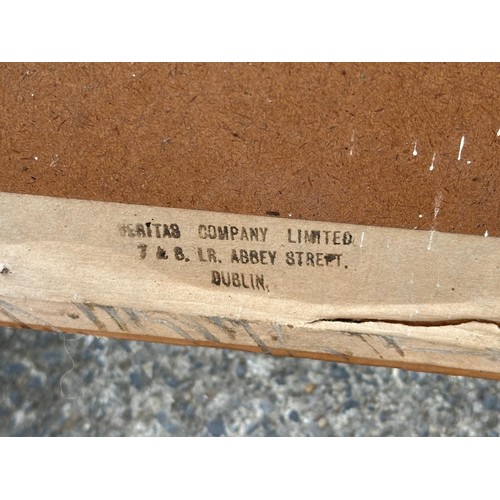 VERITAS COMPANY LIMITED
7 & 8. LR. ABBEY STREET.
DUBLIN.